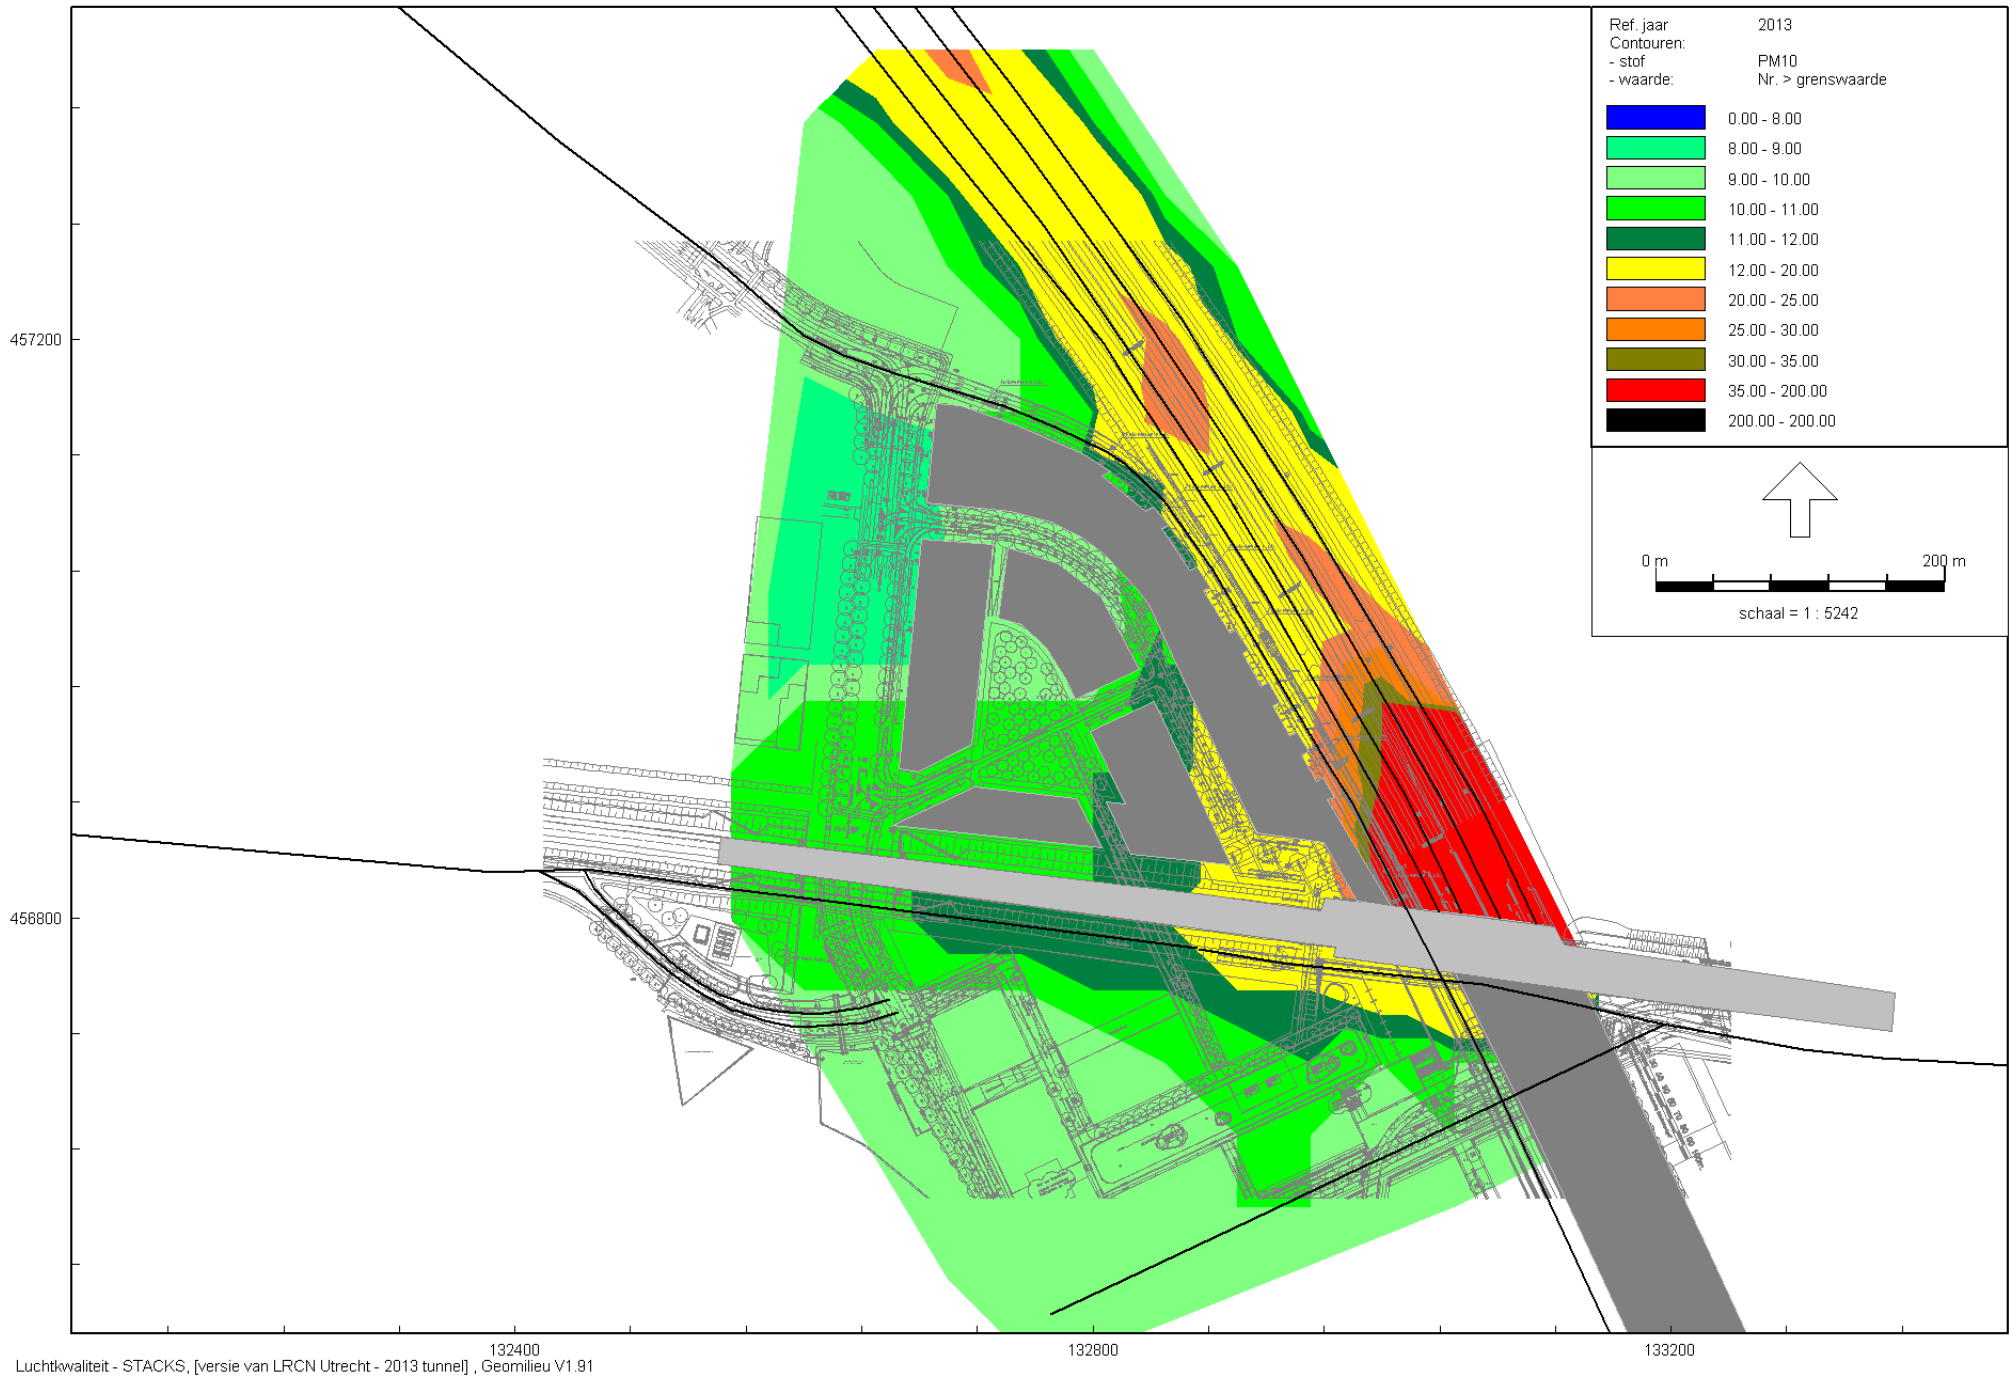 Ref. jaar 2013
Contouren:
- stof PM10
- waarde: Nr. > grenswaarde
0.00 - 8.00
8.00 - 9.00
9.00 - 10.00
10.00 - 11.00
11.00 - 12.00
12.00 - 20.00
20.00 - 25.00
25.00 - 30.00
30.00 - 35.00
35.00 - 200.00
200.00 - 200.00
0 m 200 m
schaal = 1 : 5242
457200
456800
132400 132800 133200
Luchtkwaliteit - STACKS, [versie van LRCN Utrecht - 2013 tunnel] , Geomilieu V1.91